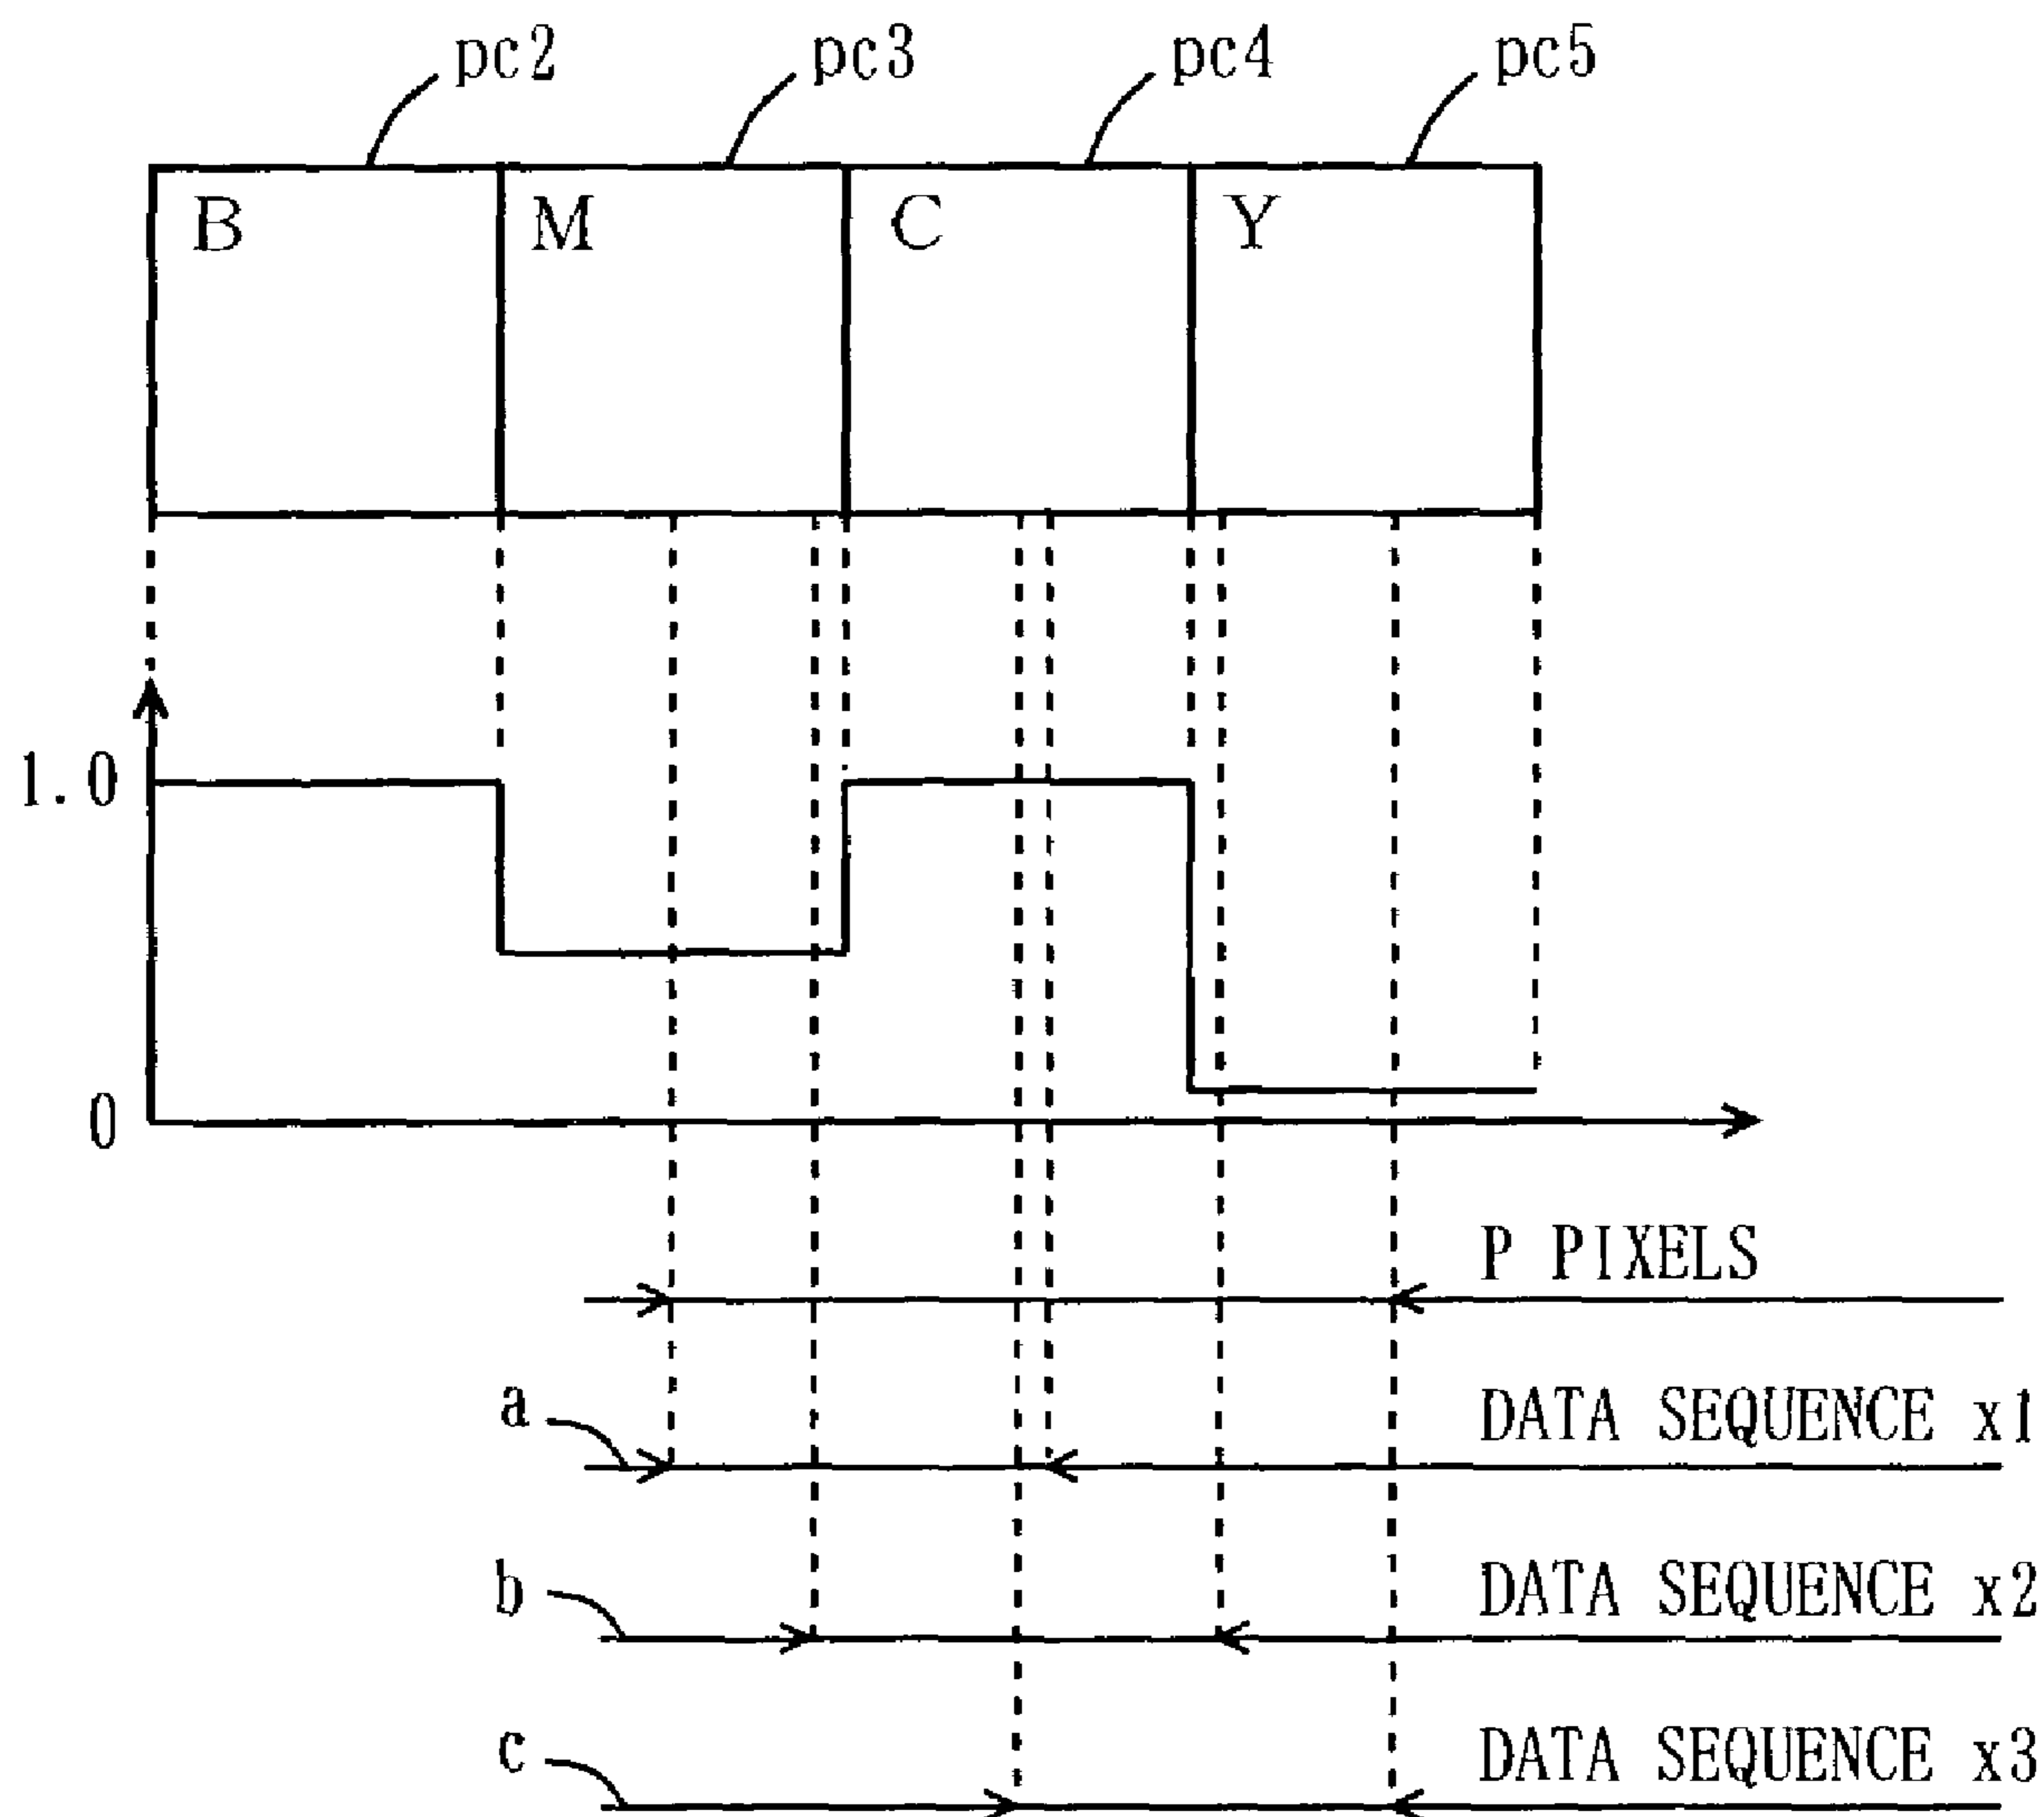 pc2 pc3 pc4 pc5
B M C Y
1.0
0
P PIXELS
a DATA SEQUENCE x1
b DATA SEQUENCE x2
c DATA SEQUENCE x3